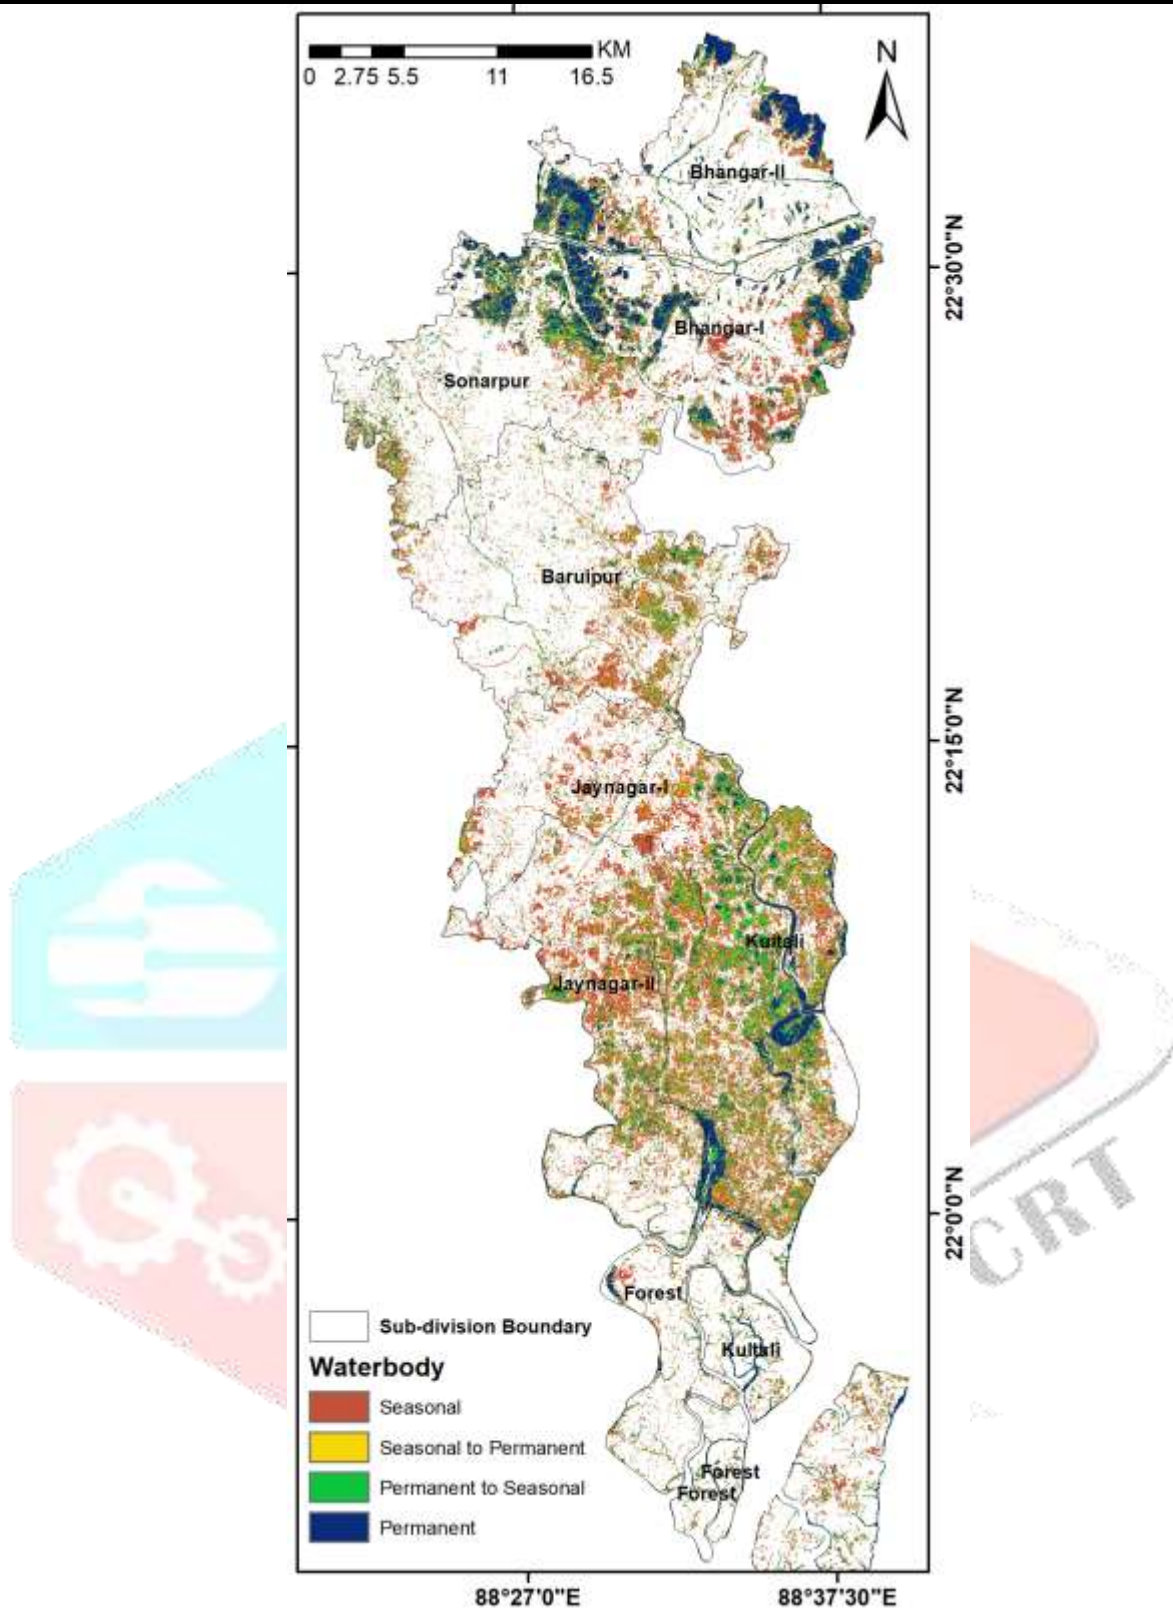 KM
0 2.75 5.5 11 16.5
N
Bhangar-II
22°30'0"N
Bhangar-I
Sonarpur
Baruipur
22°15'0"N
Jaynagar-I
Kultali
Jaynagar-II
22°0'0"N
CRT
Forest
Sub-division Boundary
Kultali
Waterbody
Seasonal
Seasonal to Permanent
Forest
Permanent to Seasonal
Forest
Permanent
88°27'0"E 88°37'30"E